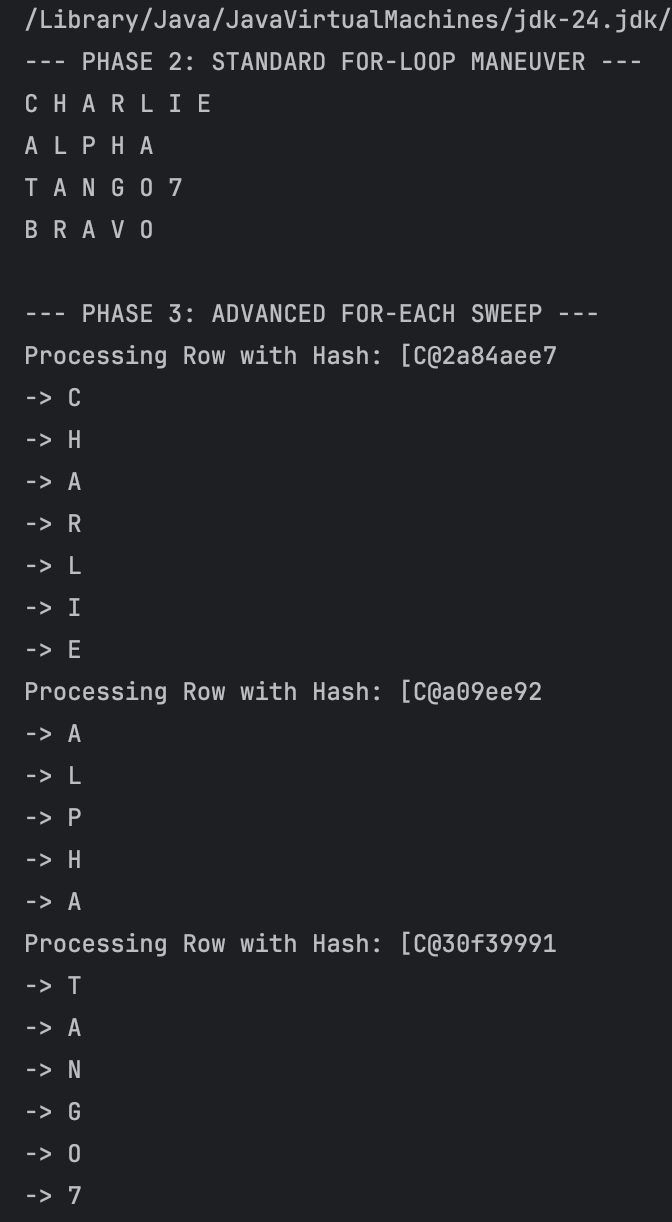 /Library/Java/JavaVirtualMachines/jdk-24.jdk/
--- PHASE 2: STANDARD FOR-LOOP MANEUVER ---
C H A R L I E
A L P H A
T A N G O 7
B R A V O
--- PHASE 3: ADVANCED FOR-EACH SWEEP ---
Processing Row with Hash: [C@2a84aee7
-> C
-> H
-> A
-> R
-> L
-> I
-> E
Processing Row with Hash: [C@a09ee92
-> A
-> L
-> P
-> H
-> A
Processing Row with Hash: [C@30f39991
-> T
-> A
-> N
-> G
-> O
-> 7